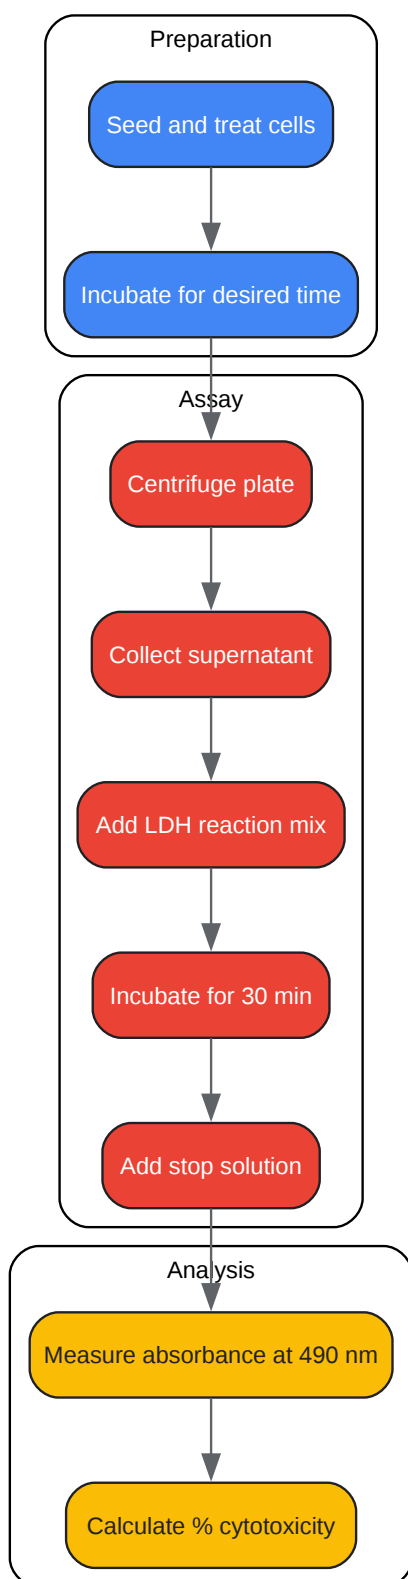 Preparation
Seed and treat cells
Incubate for desired time
Assay
Centrifuge plate
Collect supernatant
Add LDH reaction mix
Incubate for 30 min
Add stop solution
Analysis
Measure absorbance at 490 nm
Calculate % cytotoxicity